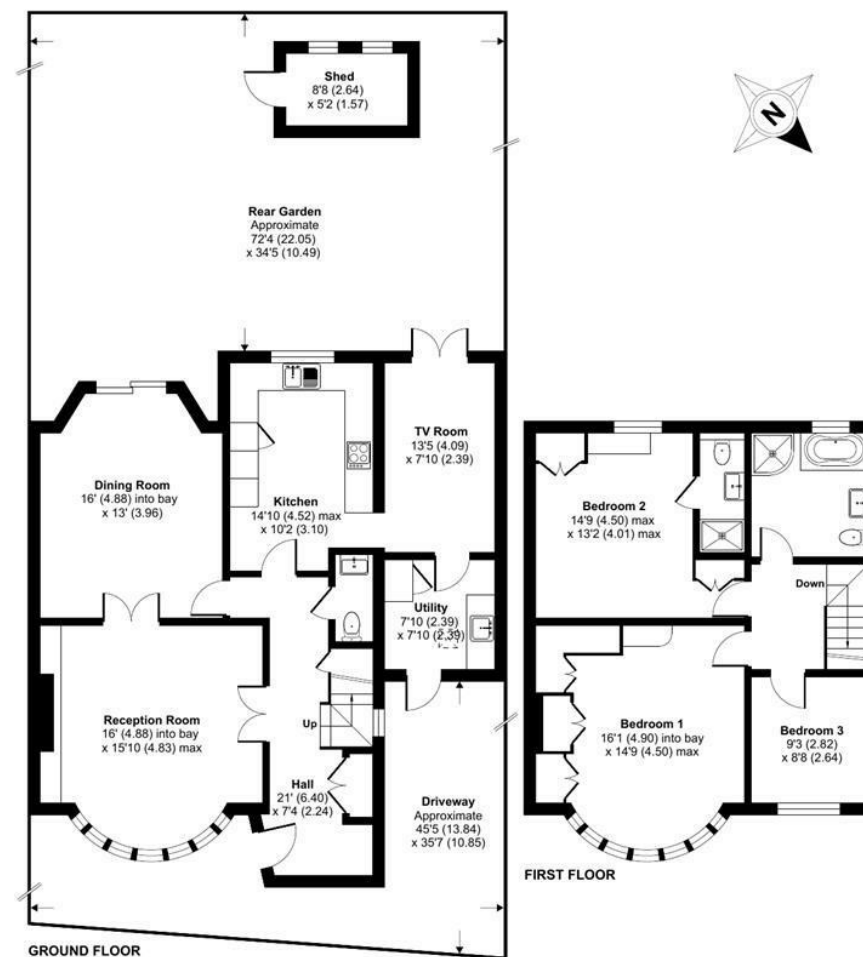 Shed
8'8 (2.64)
x 5'2 (1.57)
N
Rear Garden
Approximate
72'4 (22.05)
x 34'5 (10.49)
TV Room
13'5 (4.09)
x 7'10 (2.39)
Dining Room
16' (4.88) into bay
x 13' (3.96)
Kitchen
14'10 (4.52) max
x 10'2 (3.10)
Utility
7'10 (2.39)
x 7'10 (2.39)
Reception Room
16' (4.88) into bay
x 15'10 (4.83) max
Up
Hall
21' (6.40)
x 7'4 (2.24)
Driveway
Approximate
45'5 (13.84)
x 35'7 (10.85)
GROUND FLOOR
Bedroom 2
14'9 (4.50) max
x 13'2 (4.01) max
Down
Bedroom 1
16'1 (4.90) into bay
x 14'9 (4.50) max
Bedroom 3
9'3 (2.82)
x 8'8 (2.64)
FIRST FLOOR